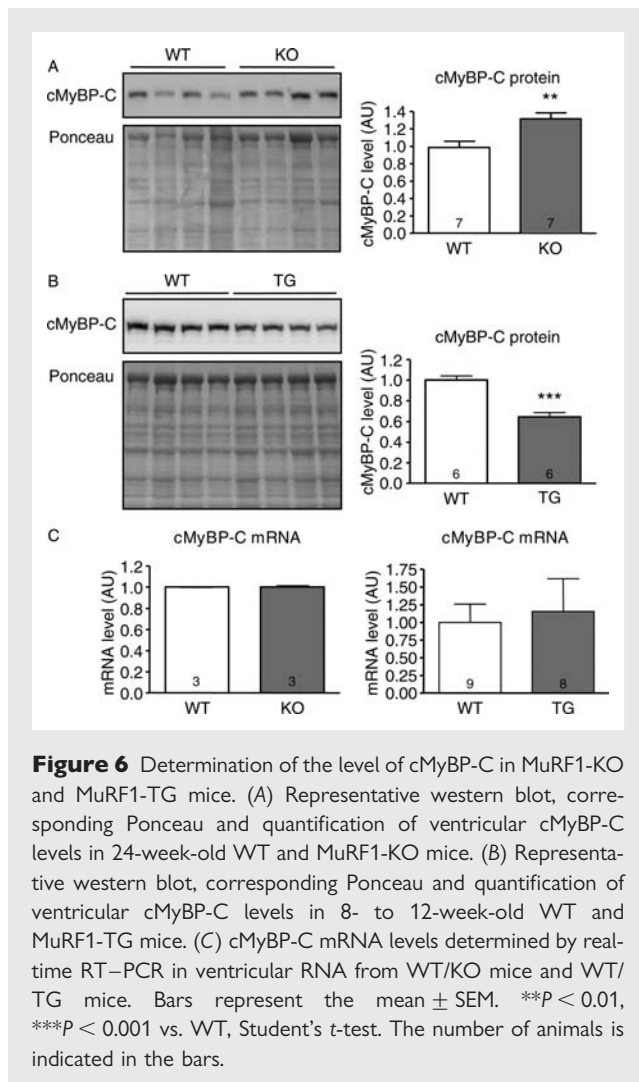 A
WT KO
cMyBP-C
Ponceau
cMyBP-C protein
cMyBP-C level (AU)
1.4
1.2
1.0
0.8
0.6
0.4
0.2
0.0
**
7 7
WT KO
B
WT TG
cMyBP-C
Ponceau
cMyBP-C protein
cMyBP-C level (AU)
1.2
1.0
0.8
0.6
0.4
0.2
0.0
***
6 6
WT TG
C
cMyBP-C mRNA
mRNA level (AU)
1.2
1.0
0.8
0.6
0.4
0.2
0.0
3 3
WT KO
cMyBP-C mRNA
mRNA level (AU)
1.75
1.50
1.25
1.00
0.75
0.50
0.25
0.00
9 8
WT TG
Figure 6 Determination of the level of cMyBP-C in MuRF1-KO
and MuRF1-TG mice. (A) Representative western blot, corre-
sponding Ponceau and quantification of ventricular cMyBP-C
levels in 24-week-old WT and MuRF1-KO mice. (B) Representa-
tive western blot, corresponding Ponceau and quantification of
ventricular cMyBP-C levels in 8- to 12-week-old WT and
MuRF1-TG mice. (C) cMyBP-C mRNA levels determined by real-
time RT–PCR in ventricular RNA from WT/KO mice and WT/
TG mice. Bars represent the mean ± SEM. **P < 0.01,
***P < 0.001 vs. WT, Student's t-test. The number of animals is
indicated in the bars.